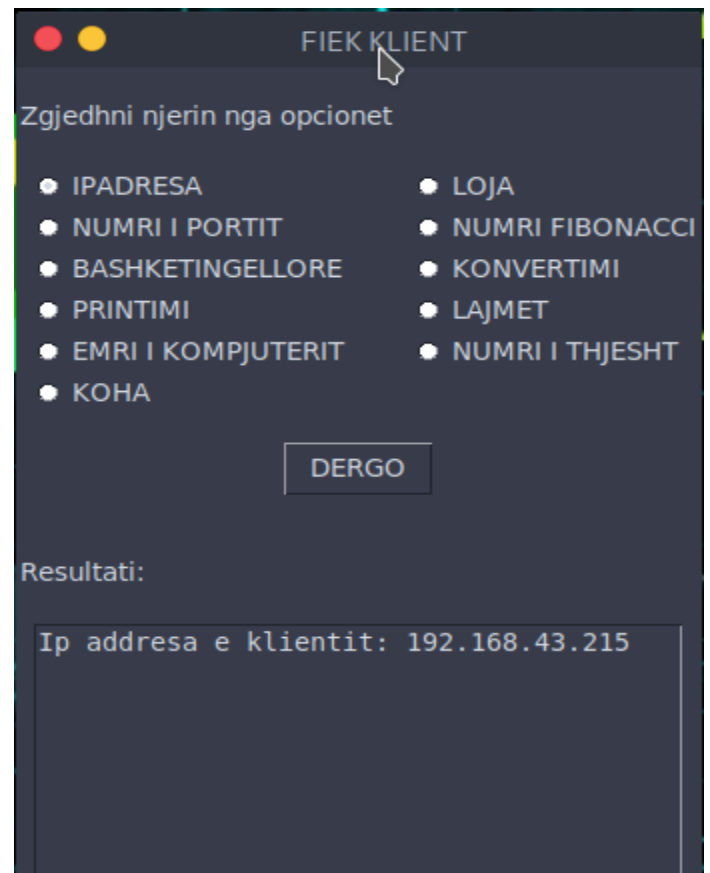 FIEK KLIENT
Zgjedhni njerin nga opcionet
IPADRESA
LOJA
NUMRI I PORTIT
NUMRI FIBONACCI
BASHKETINGELLORE
KONVERTIMI
PRINTIMI
LAJMET
EMRI I KOMPJUTERIT
NUMRI I THJESHT
KOHA
DERGO
Resultati:
Ip addresa e klientit: 192.168.43.215